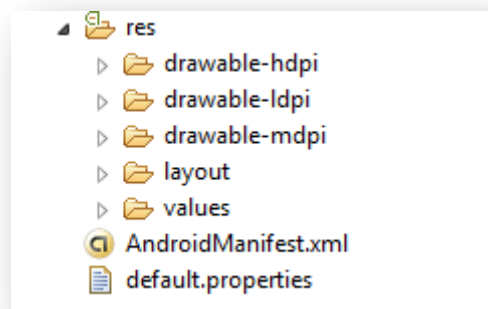 res
drawable-hdpi
drawable-ldpi
drawable-mdpi
layout
values
AndroidManifest.xml
default.properties